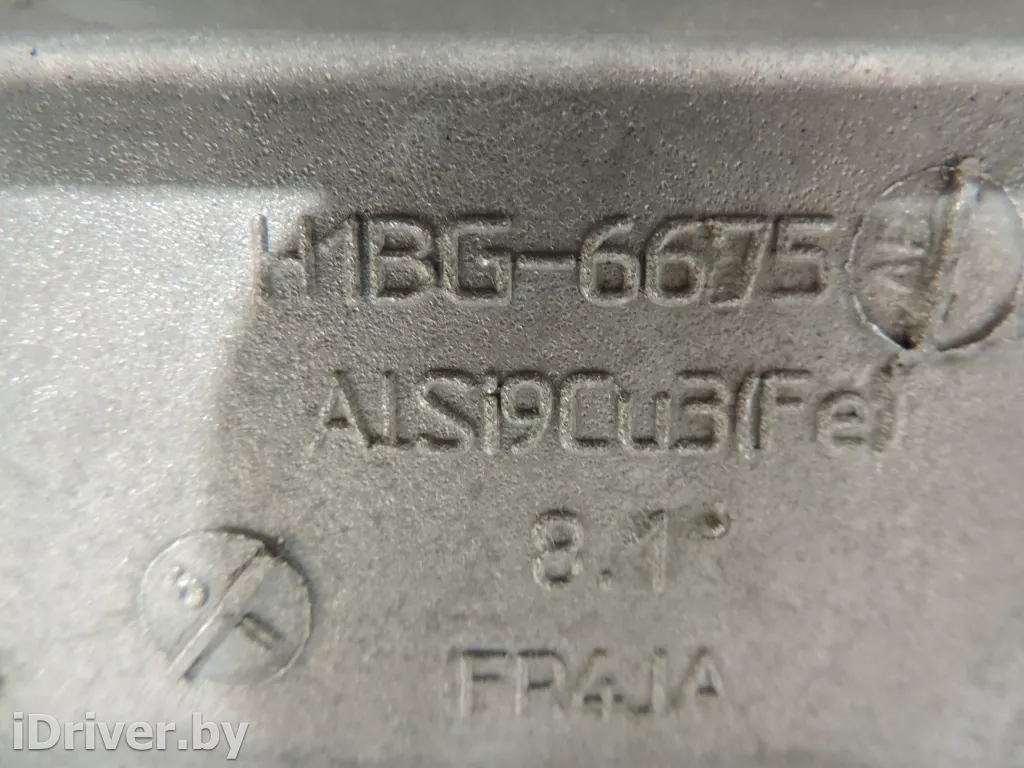 H1BG-6675
AlSi9Cu3(Fe)
8.1°
FR4JA
iDriver.by